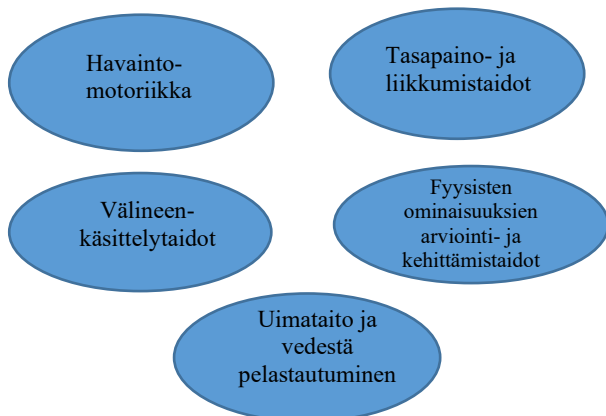 Havainto-
motoriikka
Tasapaino- ja
liikkumistaidot
Välineen-
käsittelytaidot
Fyysisten
ominaisuuksien
arviointi- ja
kehittämistaidot
Uimataito ja
vedestä
pelastautuminen